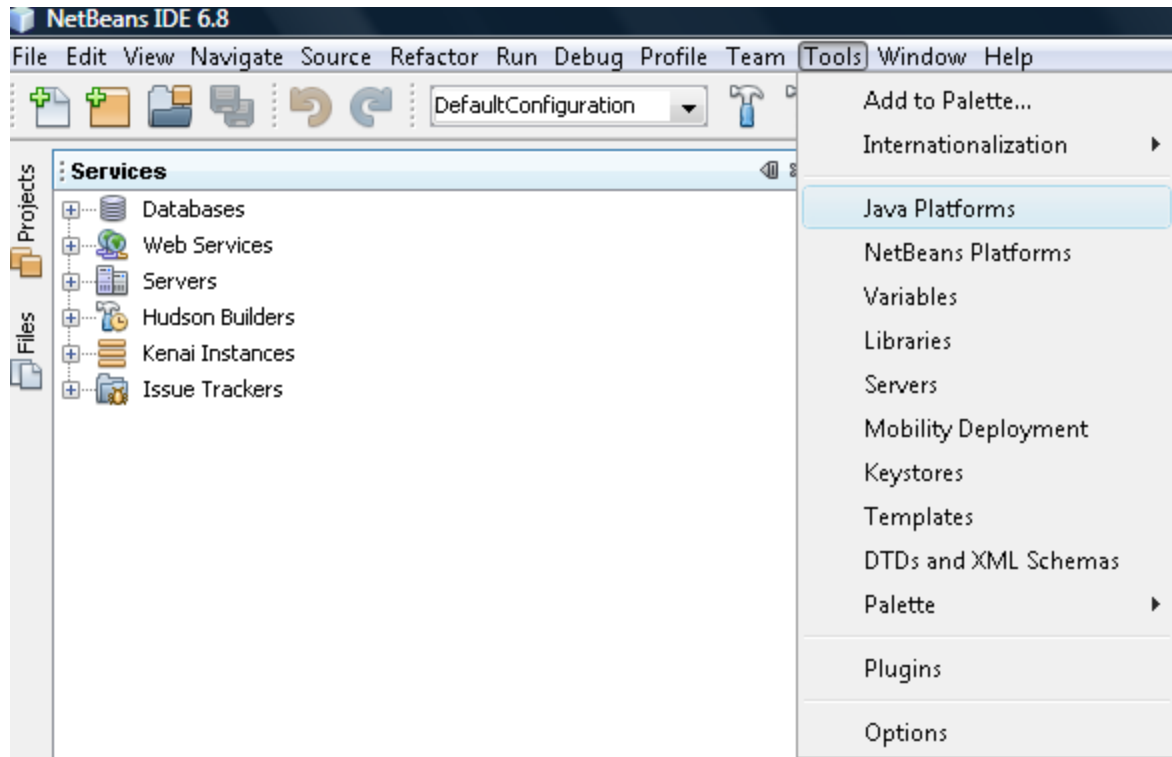 NetBeans IDE 6.8
File Edit View Navigate Source Refactor Run Debug Profile Team Tools Window Help
DefaultConfiguration
Projects
Files
Services
Databases
Web Services
Servers
Hudson Builders
Kenai Instances
Issue Trackers
Add to Palette...
Internationalization
Java Platforms
NetBeans Platforms
Variables
Libraries
Servers
Mobility Deployment
Keystores
Templates
DTDs and XML Schemas
Palette
Plugins
Options